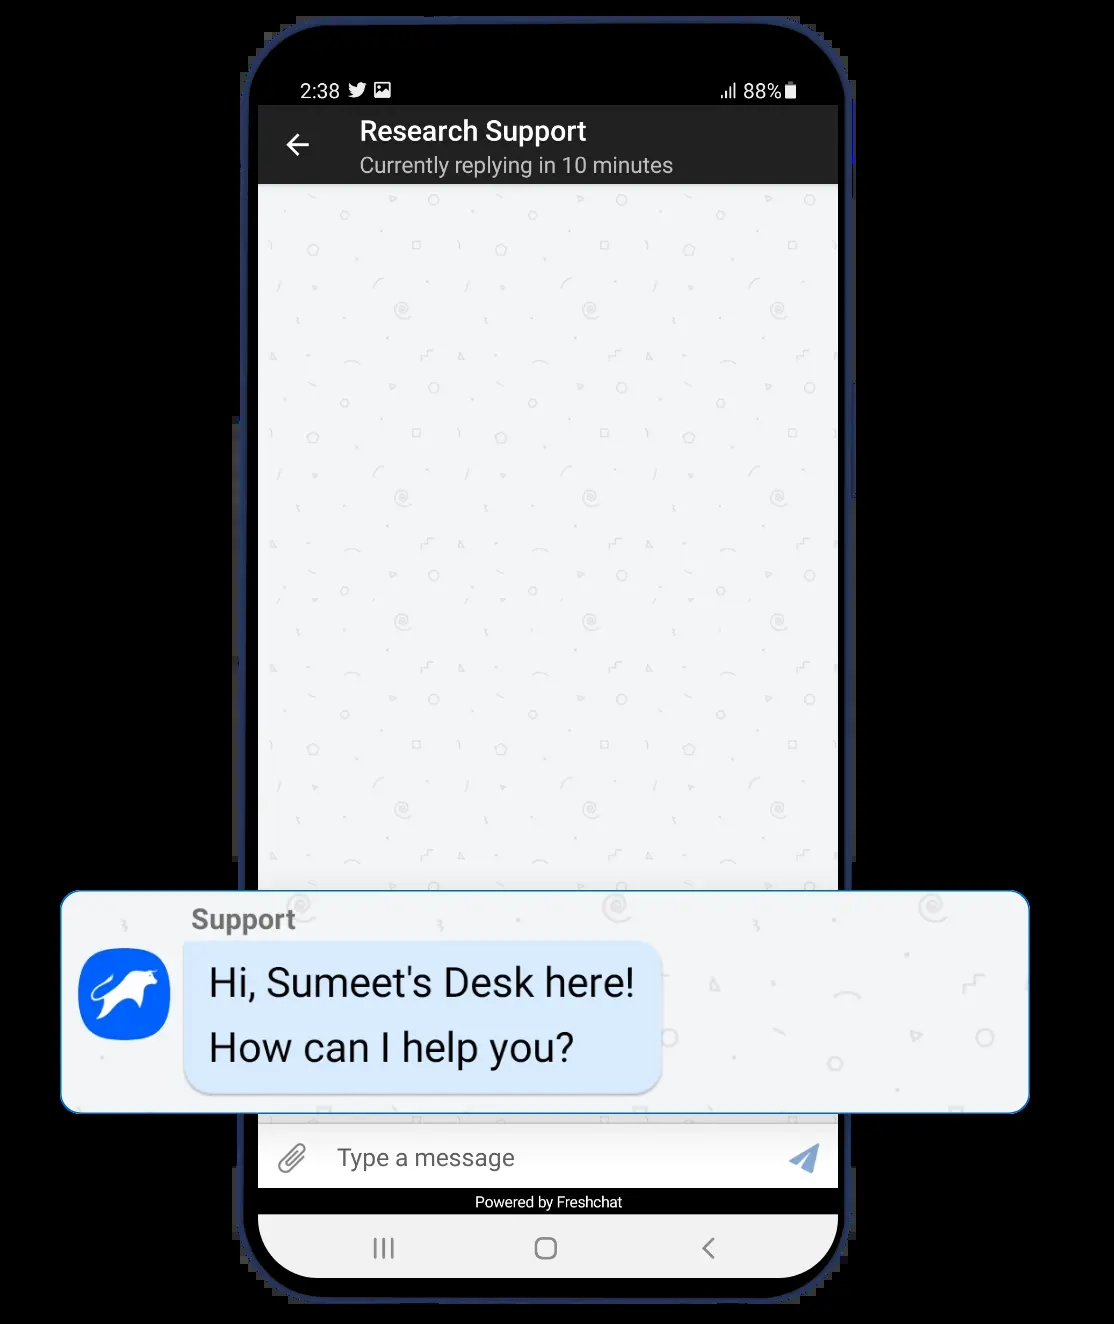 2:38 88%
Research Support
Currently replying in 10 minutes
Support
Hi, Sumeet's Desk here!
How can I help you?
Type a message
Powered by Freshchat